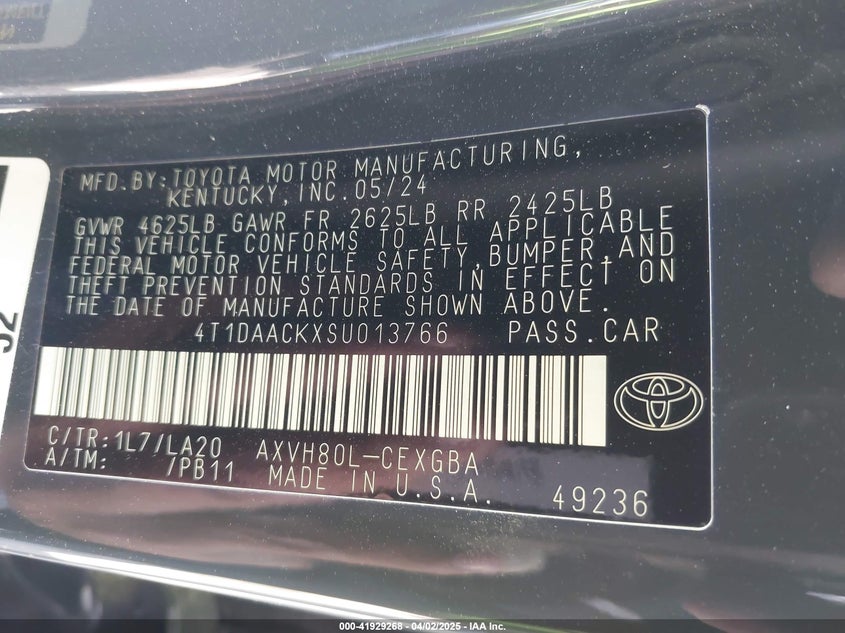 MFD.BY:TOYOTA MOTOR MANUFACTURING,
KENTUCKY,INC.05/24
GVWR 4625LB GAWR FR 2625LB RR 2425LB
THIS VEHICLE CONFORMS TO ALL APPLICABLE
FEDERAL MOTOR VEHICLE SAFETY,BUMPER,AND
THEFT PREVENTION STANDARDS IN EFFECT ON
THE DATE OF MANUFACTURE SHOWN ABOVE.
4T1DAACKXSU013766 PASS.CAR
C/TR:1L7/LA20 AXVH80L-CEXGBA
A/TM: /PB11 MADE IN U.S.A.
49236
52
000-41929268 - 04/02/2025 - IAA Inc.